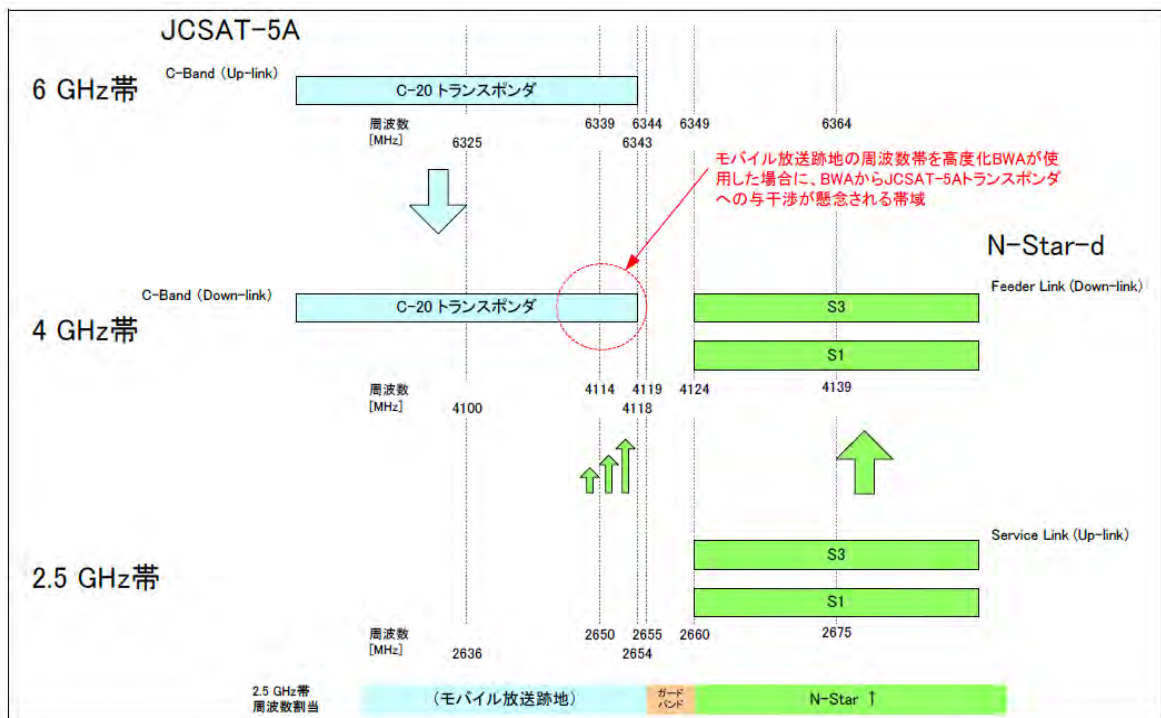 JCSAT-5A
6 GHz帯
C-Band (Up-link)
C-20 トランスポンダ
周波数
[MHz]
6325
6339
6343
6344
6349
6364
モバイル放送跡地の周波数帯を高度化BWAが使
用した場合に、BWAからJCSAT-5Aトランスポンダ
への与干渉が懸念される帯域
N-Star-d
4 GHz帯
C-Band (Down-link)
C-20 トランスポンダ
Feeder Link (Down-link)
S3
S1
周波数
[MHz]
4100
4114
4118
4119
4124
4139
2.5 GHz帯
Service Link (Up-link)
S3
S1
周波数
[MHz]
2636
2650
2654
2655
2660
2675
2.5 GHz帯
周波数割当
(モバイル放送跡地)
ガード
バンド
N-Star ↑